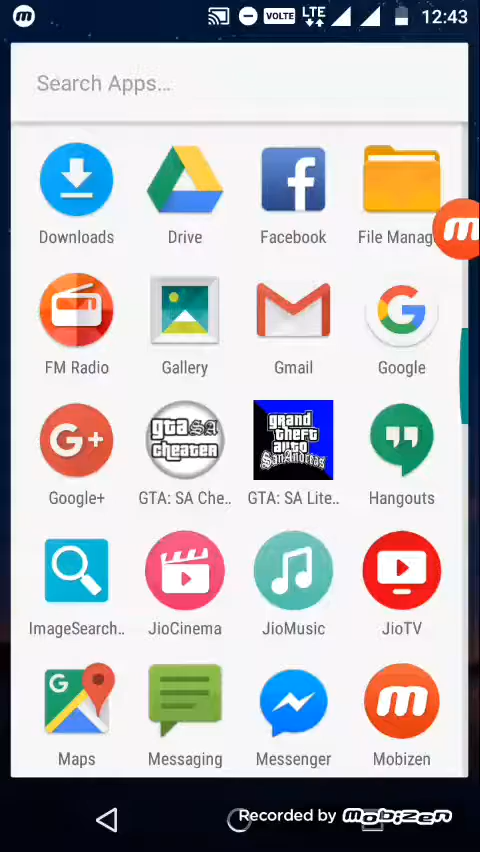 VOLTE LTE 12:43
Search Apps...
Downloads Drive Facebook File Manag
FM Radio Gallery Gmail Google
G+
gta SA cheater
grand theft auto SanAndreas
Google+ GTA: SA Che.. GTA: SA Lite.. Hangouts
ImageSearch.. JioCinema JioMusic JioTV
G
Maps Messaging Messenger Mobizen
Recorded by mobizen